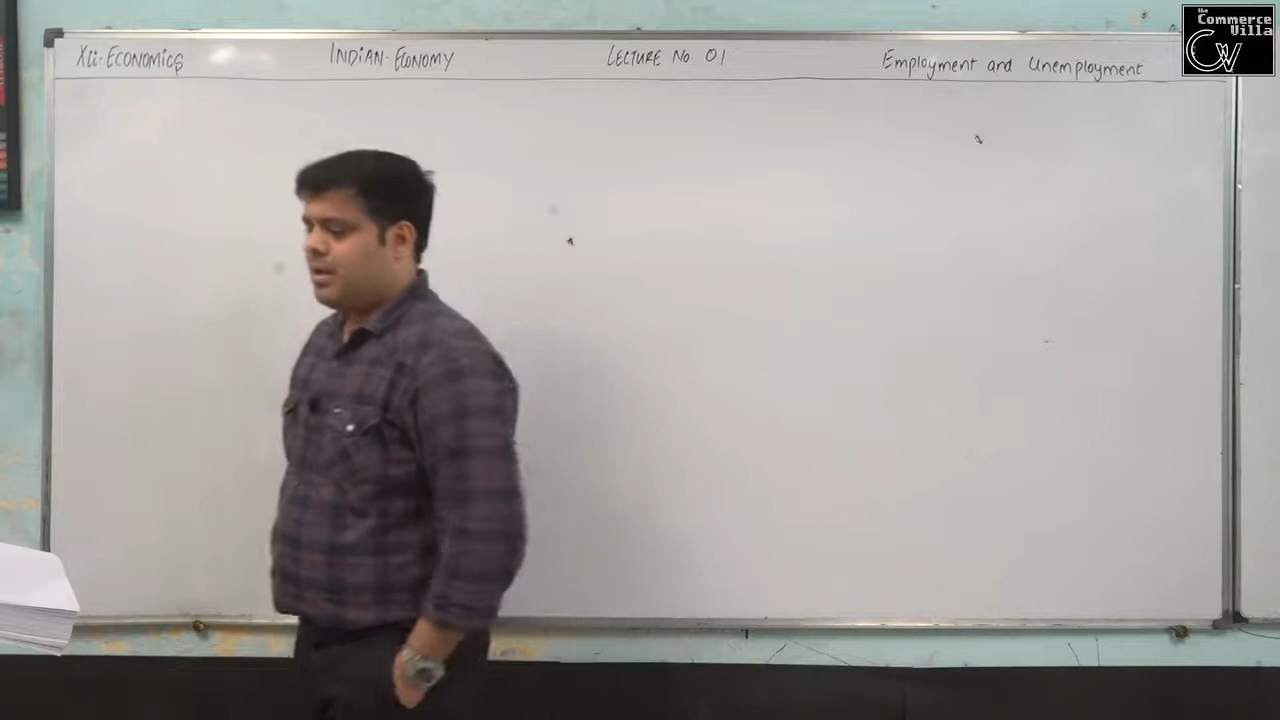 Xii-ECONOMICS INDIAN-ECONOMY LECTURE No 01 Employment and Unemployment
the
Commerce
Villa
CV